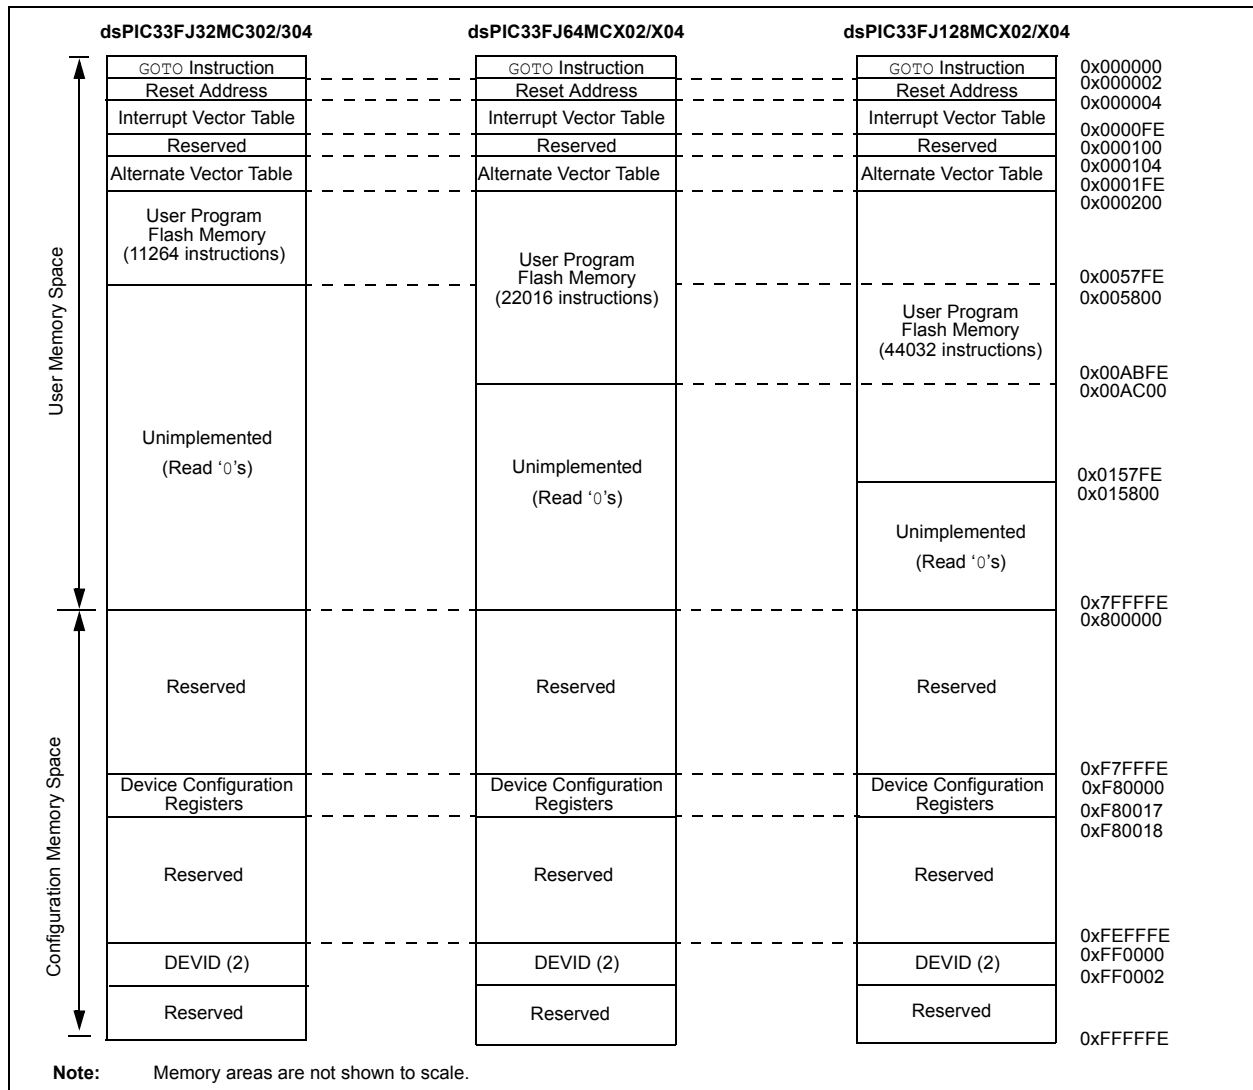 dsPIC33FJ32MC302/304
GOTO Instruction
Reset Address
Interrupt Vector Table
Reserved
Alternate Vector Table
User Program
Flash Memory
(11264 instructions)
Unimplemented
(Read ‘0’s)
Reserved
Device Configuration
Registers
Reserved
DEVID (2)
Reserved
dsPIC33FJ64MCX02/X04
GOTO Instruction
Reset Address
Interrupt Vector Table
Reserved
Alternate Vector Table
User Program
Flash Memory
(22016 instructions)
Unimplemented
(Read ‘0’s)
Reserved
Device Configuration
Registers
Reserved
DEVID (2)
Reserved
dsPIC33FJ128MCX02/X04
GOTO Instruction
Reset Address
Interrupt Vector Table
Reserved
Alternate Vector Table
User Program
Flash Memory
(44032 instructions)
Unimplemented
(Read ‘0’s)
Reserved
Device Configuration
Registers
Reserved
DEVID (2)
Reserved
0x000000
0x000002
0x000004
0x0000FE
0x000100
0x000104
0x0001FE
0x000200
0x0057FE
0x005800
0x00ABFE
0x00AC00
0x0157FE
0x015800
0x7FFFFE
0x800000
0xF7FFFE
0xF80000
0xF80017
0xF80018
0xFEFFFE
0xFF0000
0xFF0002
0xFFFFFE
User Memory Space
Configuration Memory Space
Note: Memory areas are not shown to scale.